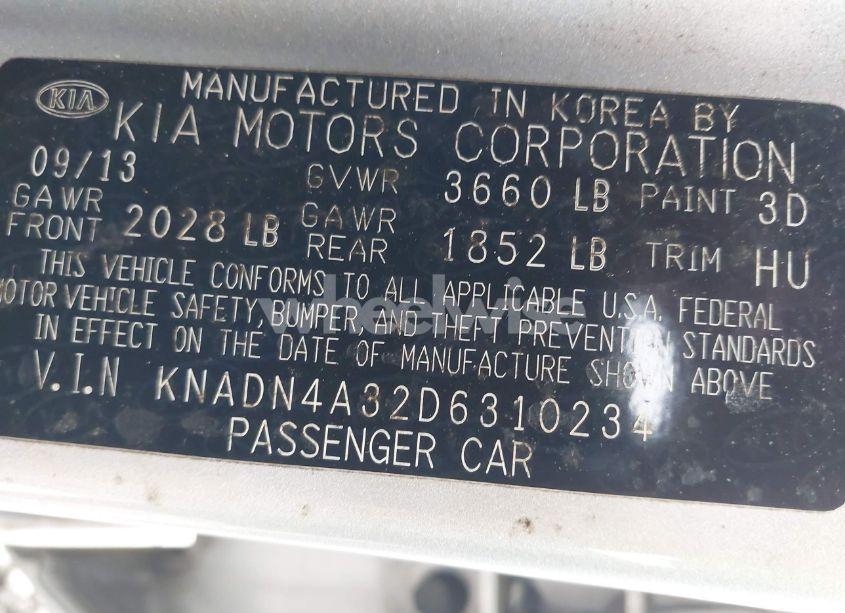 KIA MANUFACTURED IN KOREA BY
KIA MOTORS CORPORATION
09/13 GVWR 3660 LB PAINT 3D
GAWR FRONT 2028 LB GAWR REAR 1852 LB TRIM HU
THIS VEHICLE CONFORMS TO ALL APPLICABLE U.S.A. FEDERAL
MOTOR VEHICLE SAFETY, BUMPER, AND THEFT PREVENTION STANDARDS
IN EFFECT ON THE DATE OF MANUFACTURE SHOWN ABOVE
V.I.N KNADN4A32D6310234
PASSENGER CAR
wheelwise